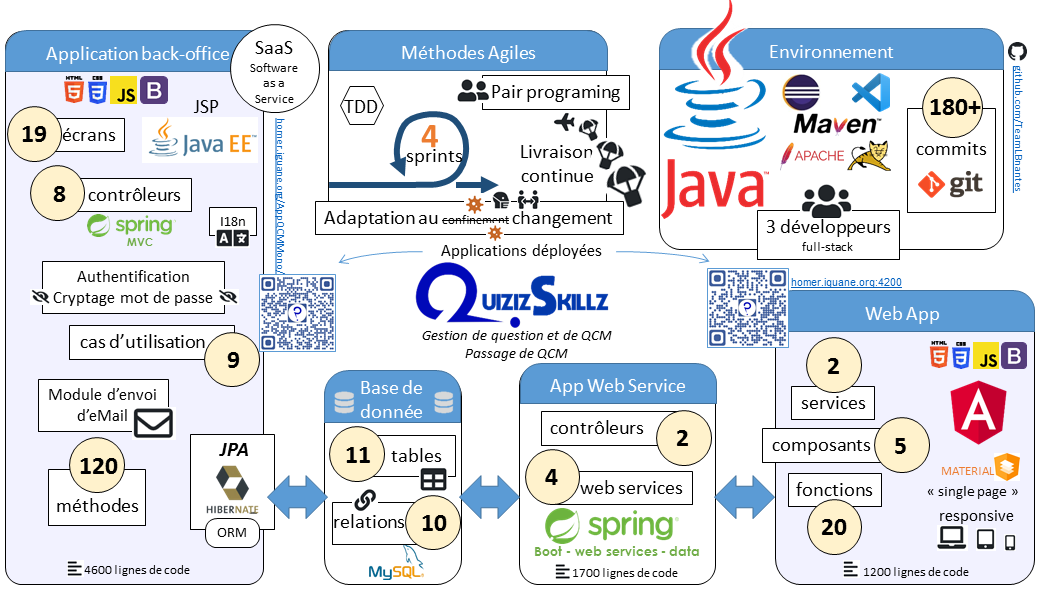 Application back-office
SaaS
Software
as a
Service
HTML
CSS
JS
B
JSP
Java EE™
19
écrans
8
contrôleurs
spring
MVC
I18n
A
Authentification
Cryptage mot de passe
cas d'utilisation
9
Module d'envoi
d'eMail
120
méthodes
JPA
HIBERNATE
ORM
4600 lignes de code
homer.iguane.org/AppQCMMono/
Méthodes Agiles
TDD
Pair programing
4
sprints
Livraison
continue
Adaptation au confinement changement
Environnement
Java™
Maven™
APACHE
180+
commits
git
3 développeurs
full-stack
github.com/TeamLBnantes
Applications déployées
QUIZIZSKILLZ
Gestion de question et de QCM
Passage de QCM
homer.iguane.org:4200
Base de
donnée
11
tables
relations
10
MySQL
App Web Service
contrôleurs
2
4
web services
spring
Boot - web services - data
1700 lignes de code
Web App
HTML
CSS
JS
B
2
services
A
composants
5
MATERIAL
fonctions
20
« single page »
responsive
1200 lignes de code